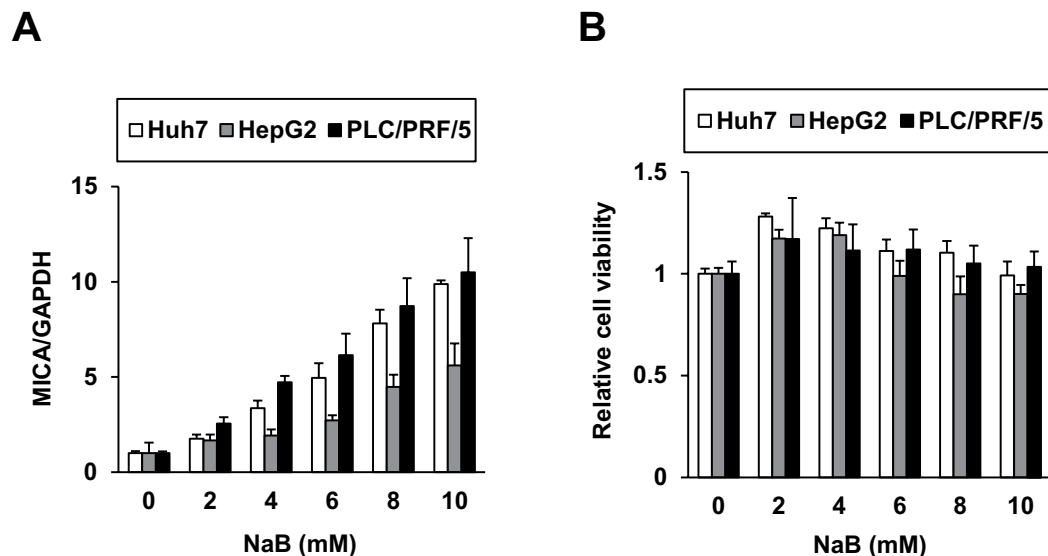 A
Huh7 HepG2 PLC/PRF/5
MICA/GAPDH
15
10
5
0
0 2 4 6 8 10
NaB (mM)
B
Huh7 HepG2 PLC/PRF/5
Relative cell viability
1.5
1
0.5
0
0 2 4 6 8 10
NaB (mM)